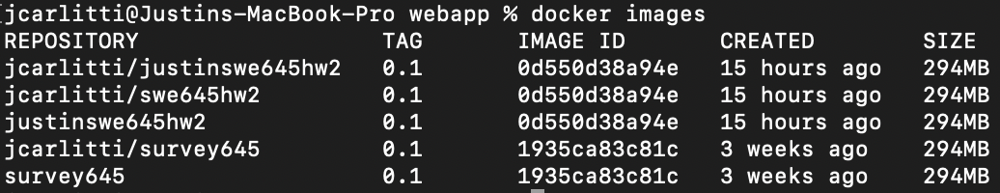 jcarlitti@Justins-MacBook-Pro webapp % docker images
REPOSITORY TAG IMAGE ID CREATED SIZE
jcarlitti/justinswe645hw2 0.1 0d550d38a94e 15 hours ago 294MB
jcarlitti/swe645hw2 0.1 0d550d38a94e 15 hours ago 294MB
justinswe645hw2 0.1 0d550d38a94e 15 hours ago 294MB
jcarlitti/survey645 0.1 1935ca83c81c 3 weeks ago 294MB
survey645 0.1 1935ca83c81c 3 weeks ago 294MB